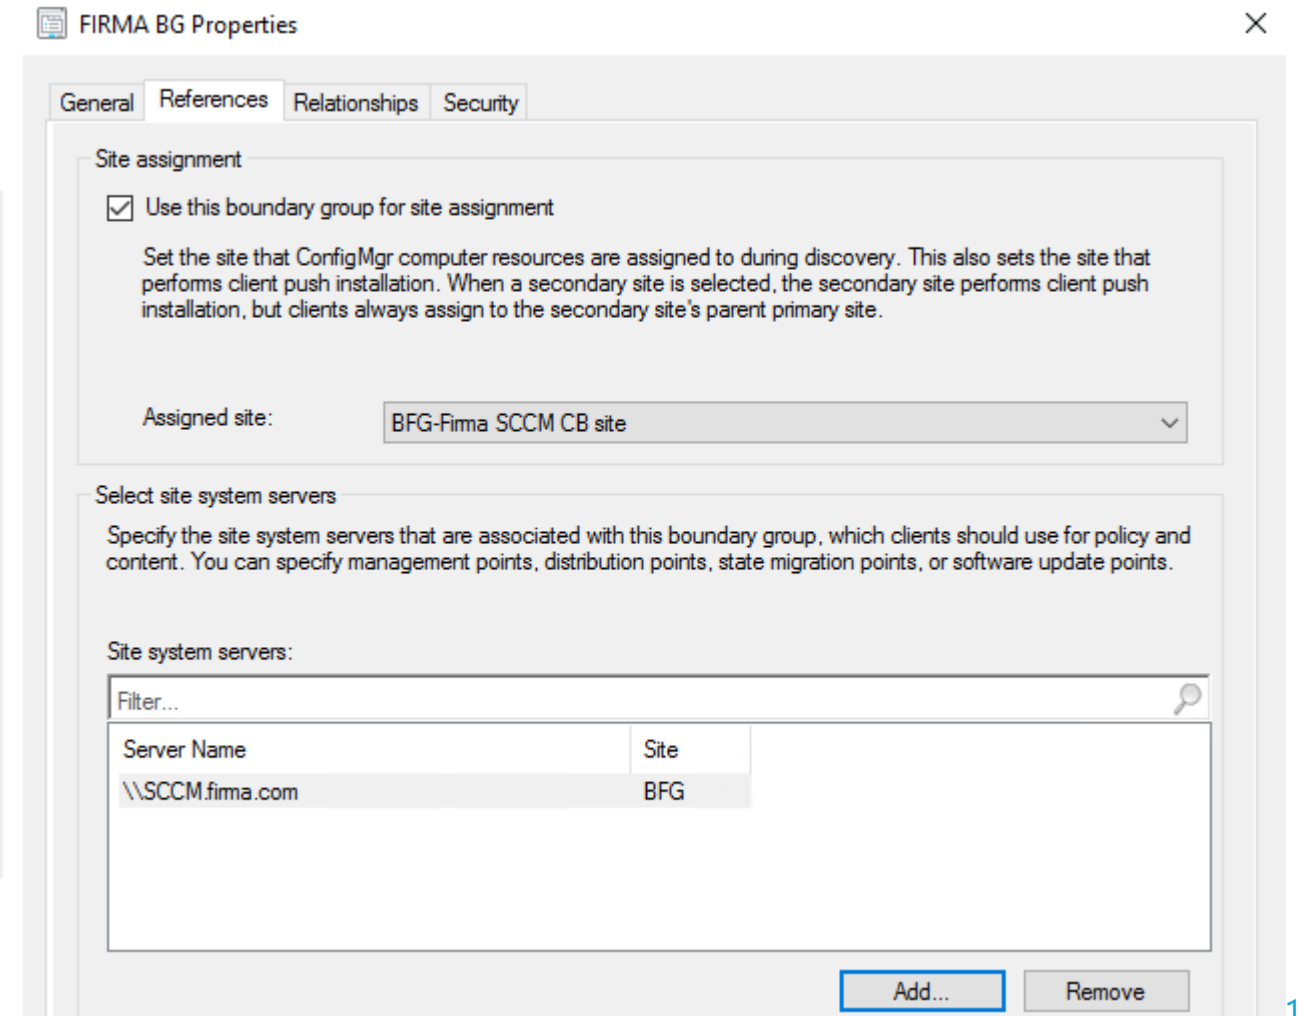 FIRMA BG Properties
General References Relationships Security
Site assignment
Use this boundary group for site assignment
Set the site that ConfigMgr computer resources are assigned to during discovery. This also sets the site that
performs client push installation. When a secondary site is selected, the secondary site performs client push
installation, but clients always assign to the secondary site's parent primary site.
Assigned site: BFG-Firma SCCM CB site
Select site system servers
Specify the site system servers that are associated with this boundary group, which clients should use for policy and
content. You can specify management points, distribution points, state migration points, or software update points.
Site system servers:
Filter...
Server Name Site
\\SCCM.firma.com BFG
Add... Remove
1